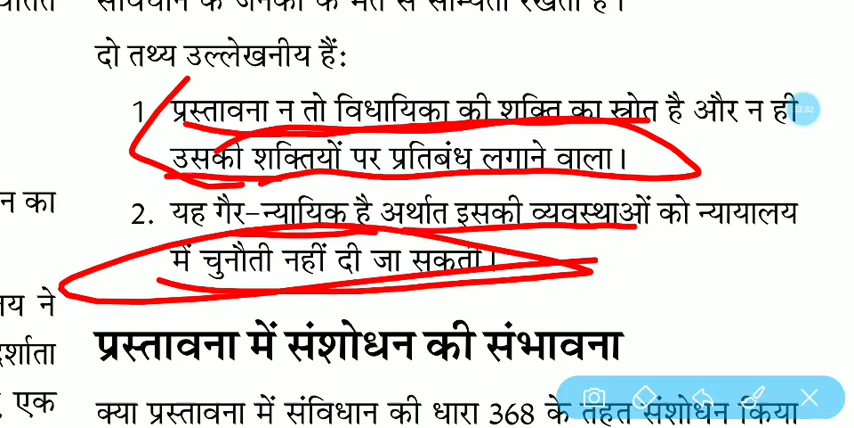 दो तथ्य उल्लेखनीय हैं:
1 प्रस्तावना न तो विधायिका की शक्ति का स्रोत है और न ही
उसकी शक्तियों पर प्रतिबंध लगाने वाला।
2. यह गैर-न्यायिक है अर्थात इसकी व्यवस्थाओं को न्यायालय
में चुनौती नहीं दी जा सकती।
प्रस्तावना में संशोधन की संभावना
क्या प्रस्तावना में संविधान की धारा 368 के तहत संशोधन किया
न का
एक